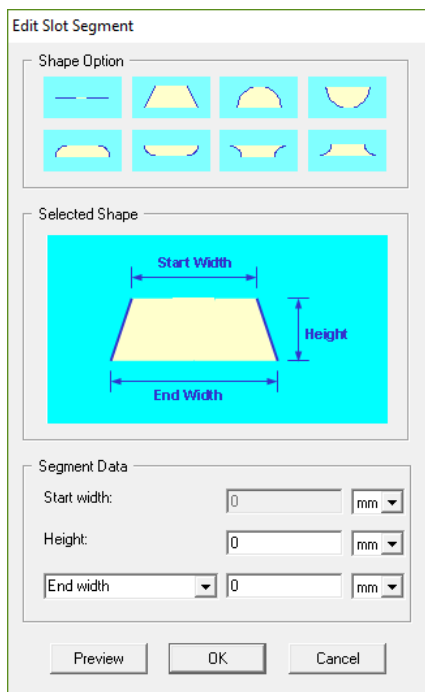 Edit Slot Segment
Shape Option
Selected Shape
Start Width
Height
End Width
Segment Data
Start width: 0 mm
Height: 0 mm
End width 0 mm
Preview OK Cancel